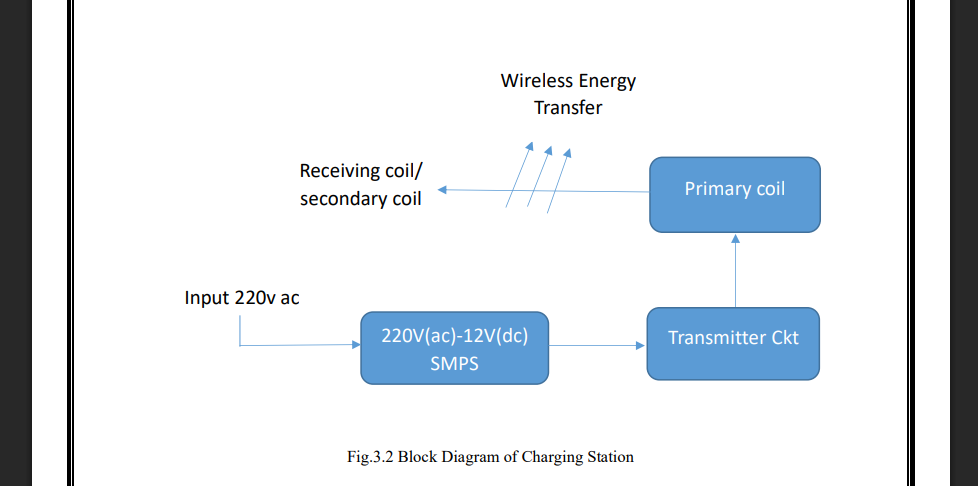 Wireless Energy
Transfer
Receiving coil/
secondary coil
Primary coil
Input 220v ac
220V(ac)-12V(dc)
SMPS
Transmitter Ckt
Fig.3.2 Block Diagram of Charging Station